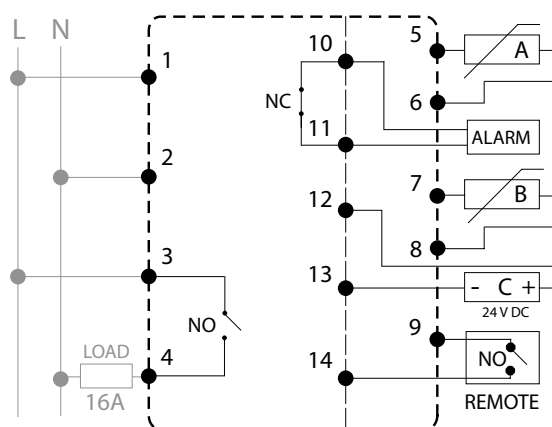 L N
1
2
3
4
NO
LOAD
16A
10
NC
11
12
13
14
5
A
6
ALARM
7
B
8
- C +
24 V DC
9
NO
REMOTE